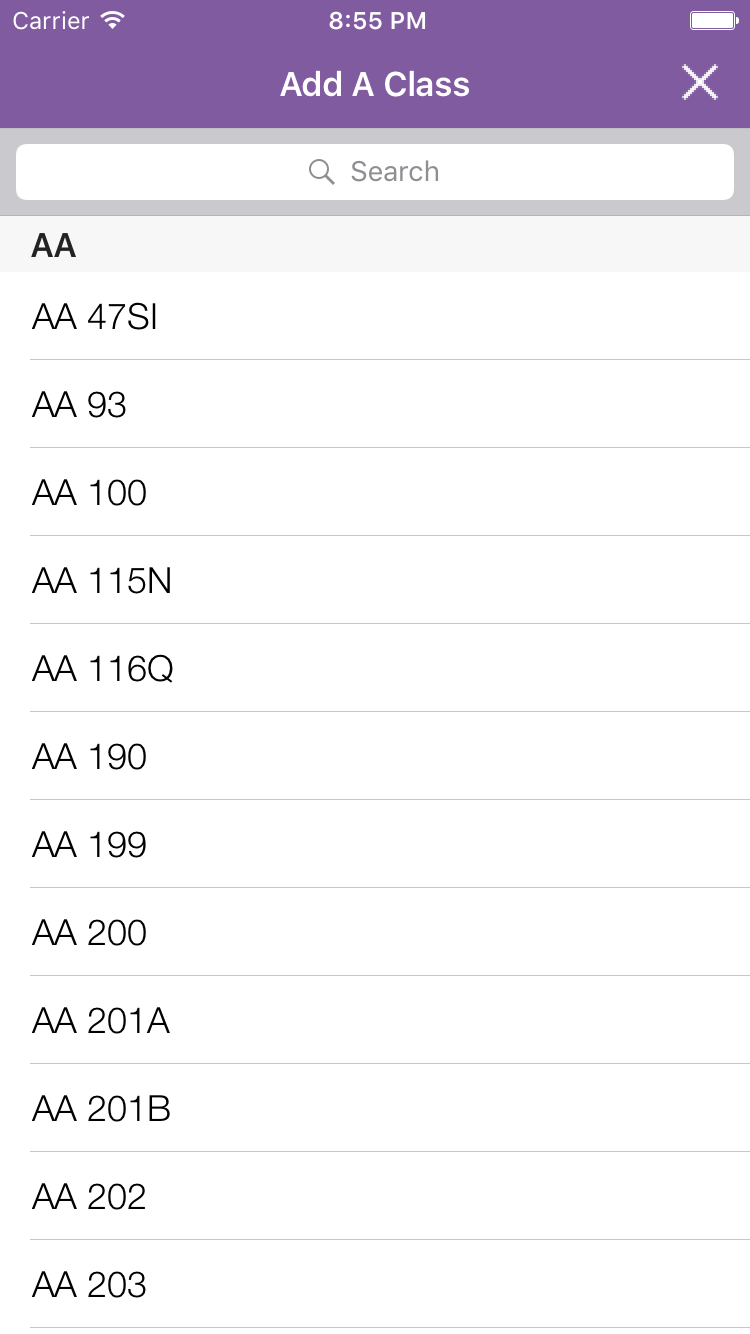 Carrier 8:55 PM
Add A Class
Search
AA
AA 47SI
AA 93
AA 100
AA 115N
AA 116Q
AA 190
AA 199
AA 200
AA 201A
AA 201B
AA 202
AA 203